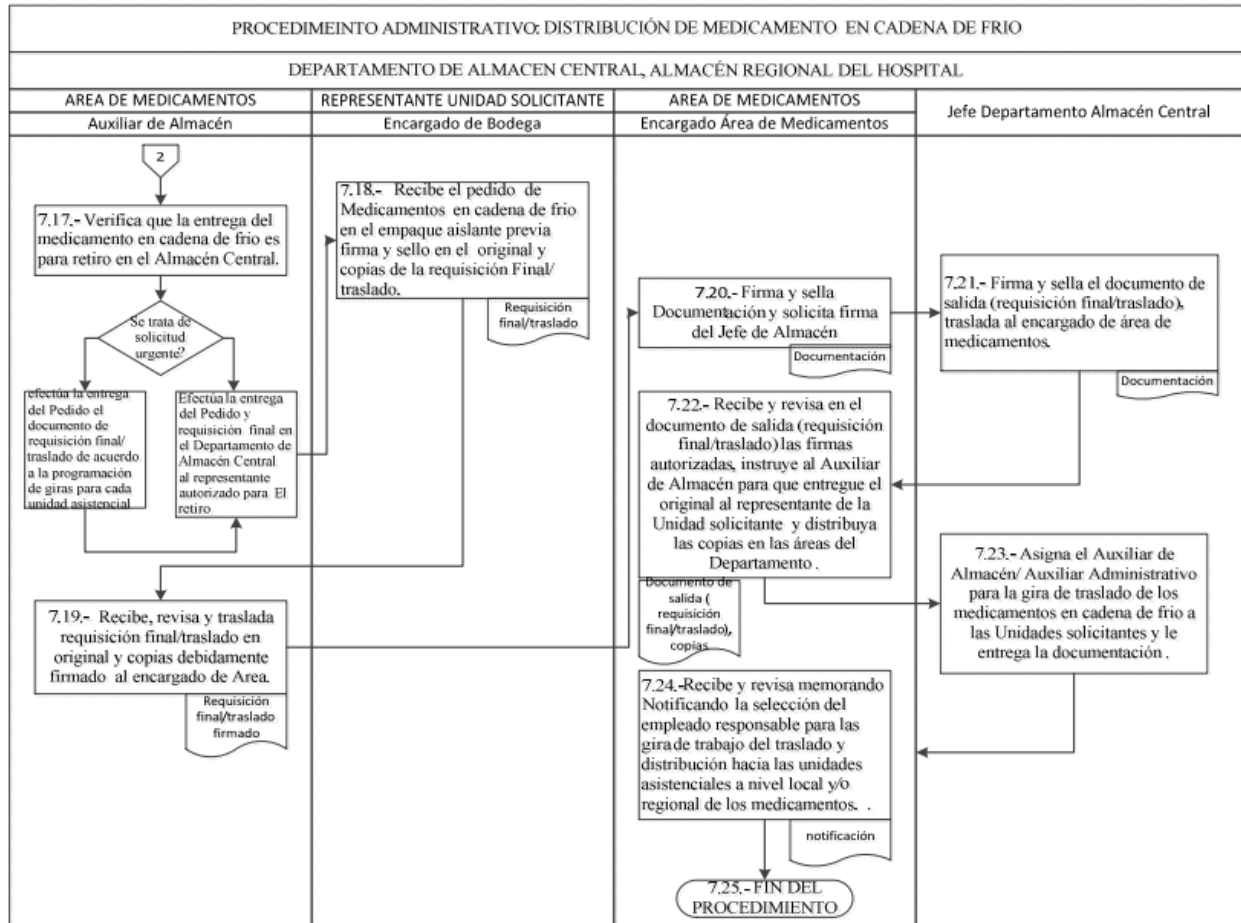 PROCEDIMEINTO ADMINISTRATIVO: DISTRIBUCIÓN DE MEDICAMENTO EN CADENA DE FRIO
DEPARTAMENTO DE ALMACEN CENTRAL, ALMACÉN REGIONAL DEL HOSPITAL
AREA DE MEDICAMENTOS
Auxiliar de Almacén
REPRESENTANTE UNIDAD SOLICITANTE
Encargado de Bodega
AREA DE MEDICAMENTOS
Encargado Área de Medicamentos
Jefe Departamento Almacén Central
2
7.17.- Verifica que la entrega del
medicamento en cadena de frio es
para retiro en el Almacén Central.
Se trata de
solicitud
urgente?
efectúa la entrega
del Pedido el
documento de
requisición final/
traslado de acuerdo
a la programación
de giras para cada
unidad asistencial
Efectúa la entrega
del Pedido y
requisición final en
el Departamento de
Almacén Central
al representante
autorizado para El
retiro
7.18.- Recibe el pedido de
Medicamentos en cadena de frio
en el empaque aislante previa
firma y sello en el original y
copias de la requisición Final/
traslado.
Requisición
final/traslado
7.19.- Recibe, revisa y traslada
requisición final/traslado en
original y copias debidamente
firmado al encargado de Area.
Requisición
final/traslado
firmado
7.20.- Firma y sella
Documentación y solicita firma
del Jefe de Almacén
Documentación
7.21.- Firma y sella el documento de
salida (requisición final/traslado),
traslada al encargado de área de
medicamentos.
Documentación
7.22.- Recibe y revisa en el
documento de salida (requisición
final/traslado) las firmas
autorizadas, instruye al Auxiliar
de Almacén para que entregue el
original al representante de la
Unidad solicitante y distribuya
las copias en las áreas del
Departamento .
Documento de
salida (
requisición
final/traslado),
copias
7.23.- Asigna el Auxiliar de
Almacén/ Auxiliar Administrativo
para la gira de traslado de los
medicamentos en cadena de frio a
las Unidades solicitantes y le
entrega la documentación .
7.24.-Recibe y revisa memorando
Notificando la selección del
empleado responsable para las
gira de trabajo del traslado y
distribución hacia las unidades
asistenciales a nivel local y/o
regional de los medicamentos. .
notificación
7.25.- FIN DEL
PROCEDIMIENTO